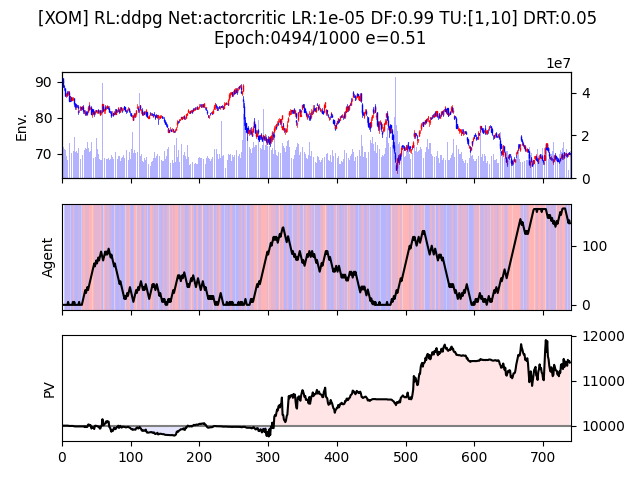 [XOM] RL:ddpg Net:actorcritic LR:1e-05 DF:0.99 TU:[1,10] DRT:0.05
Epoch:0494/1000 e=0.51
1e7
90
80
70
Env.
4
2
0
Agent
100
0
PV
12000
11000
10000
0 100 200 300 400 500 600 700